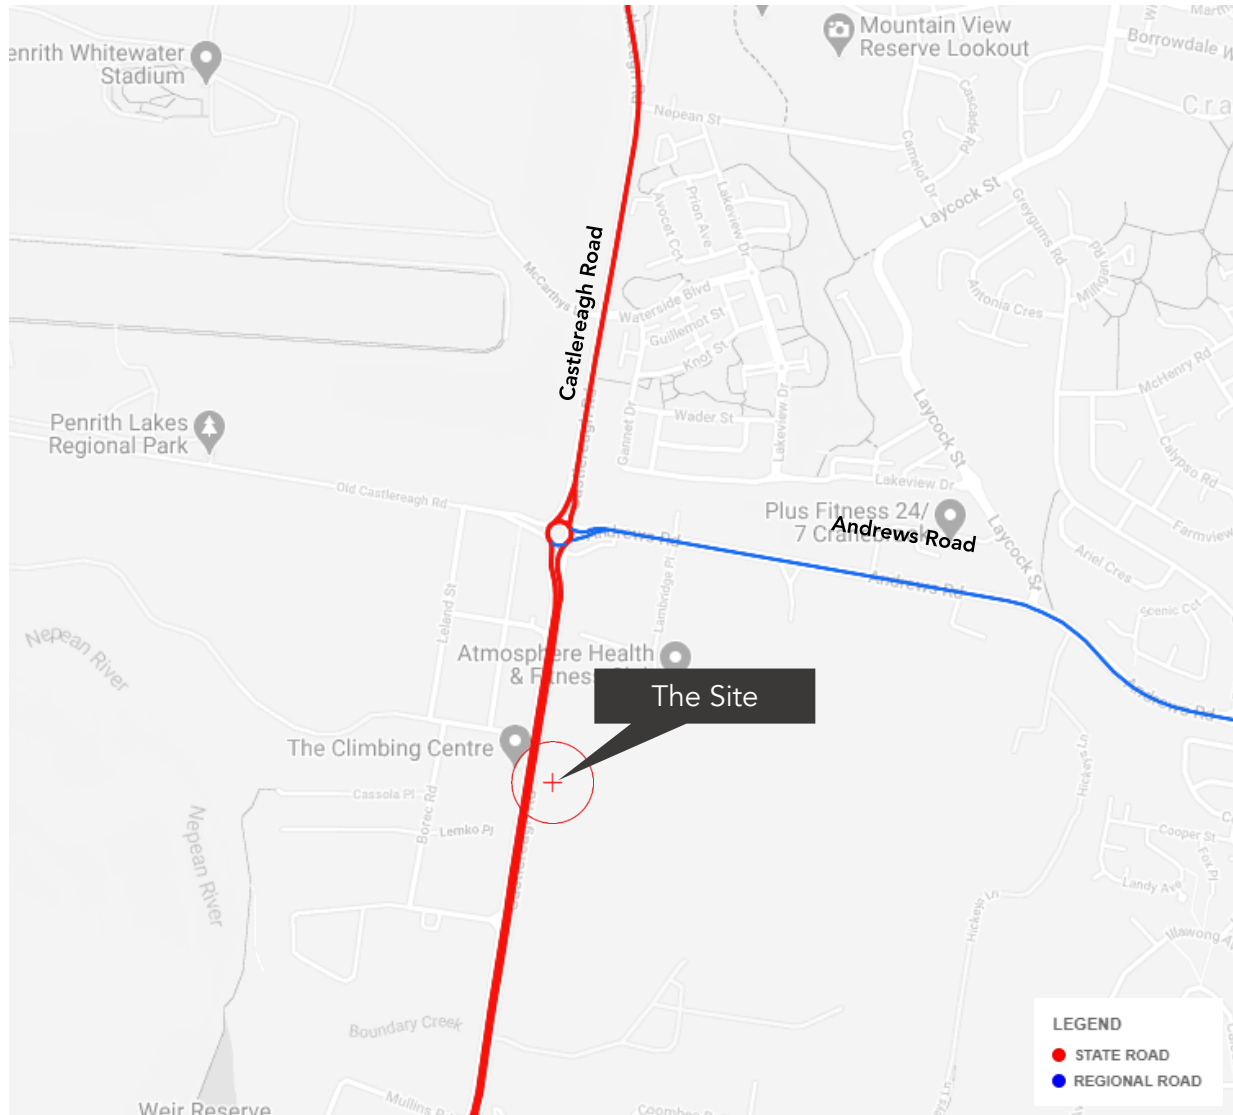 enrith Whitewater
Stadium
Mountain View
Reserve Lookout
Borrowdale W
Cra
Nepean St
Cascade Rd
Camelot Dr
Laycock St
Greygums Rd
Avocet Cct
Prion Ave
Lakeview Dr
Milligan Rd
Antonia Cres
McCarthys
Waterside Blvd
Guillemot St
Knot St
Castlereagh Road
McHenry Rd
Gannet Dr
Wader St
Lakeview Dr
Laycock St
Penrith Lakes
Regional Park
Calypso Rd
Old Castlereagh Rd
Lakeview Dr
Plus Fitness 24/
7
Andrews Road
Farmview
Laycock St
Andrews Rd
Ariel Cres
Andrews Rd
Lambridge Pl
Leland St
Scenic Cct
Nepean River
Atmosphere Health
&
Andrews Rd
The Site
The Climbing Centre
Hickeys Ln
Cassola Pl
Borec Rd
Lemko Pl
Nepean River
Cooper St
Fox Pl
Landy Ave
Hickeys Ln
Illawong A
Boundary Creek
LEGEND
STATE ROAD
REGIONAL ROAD
Weir Reserve
Mullins